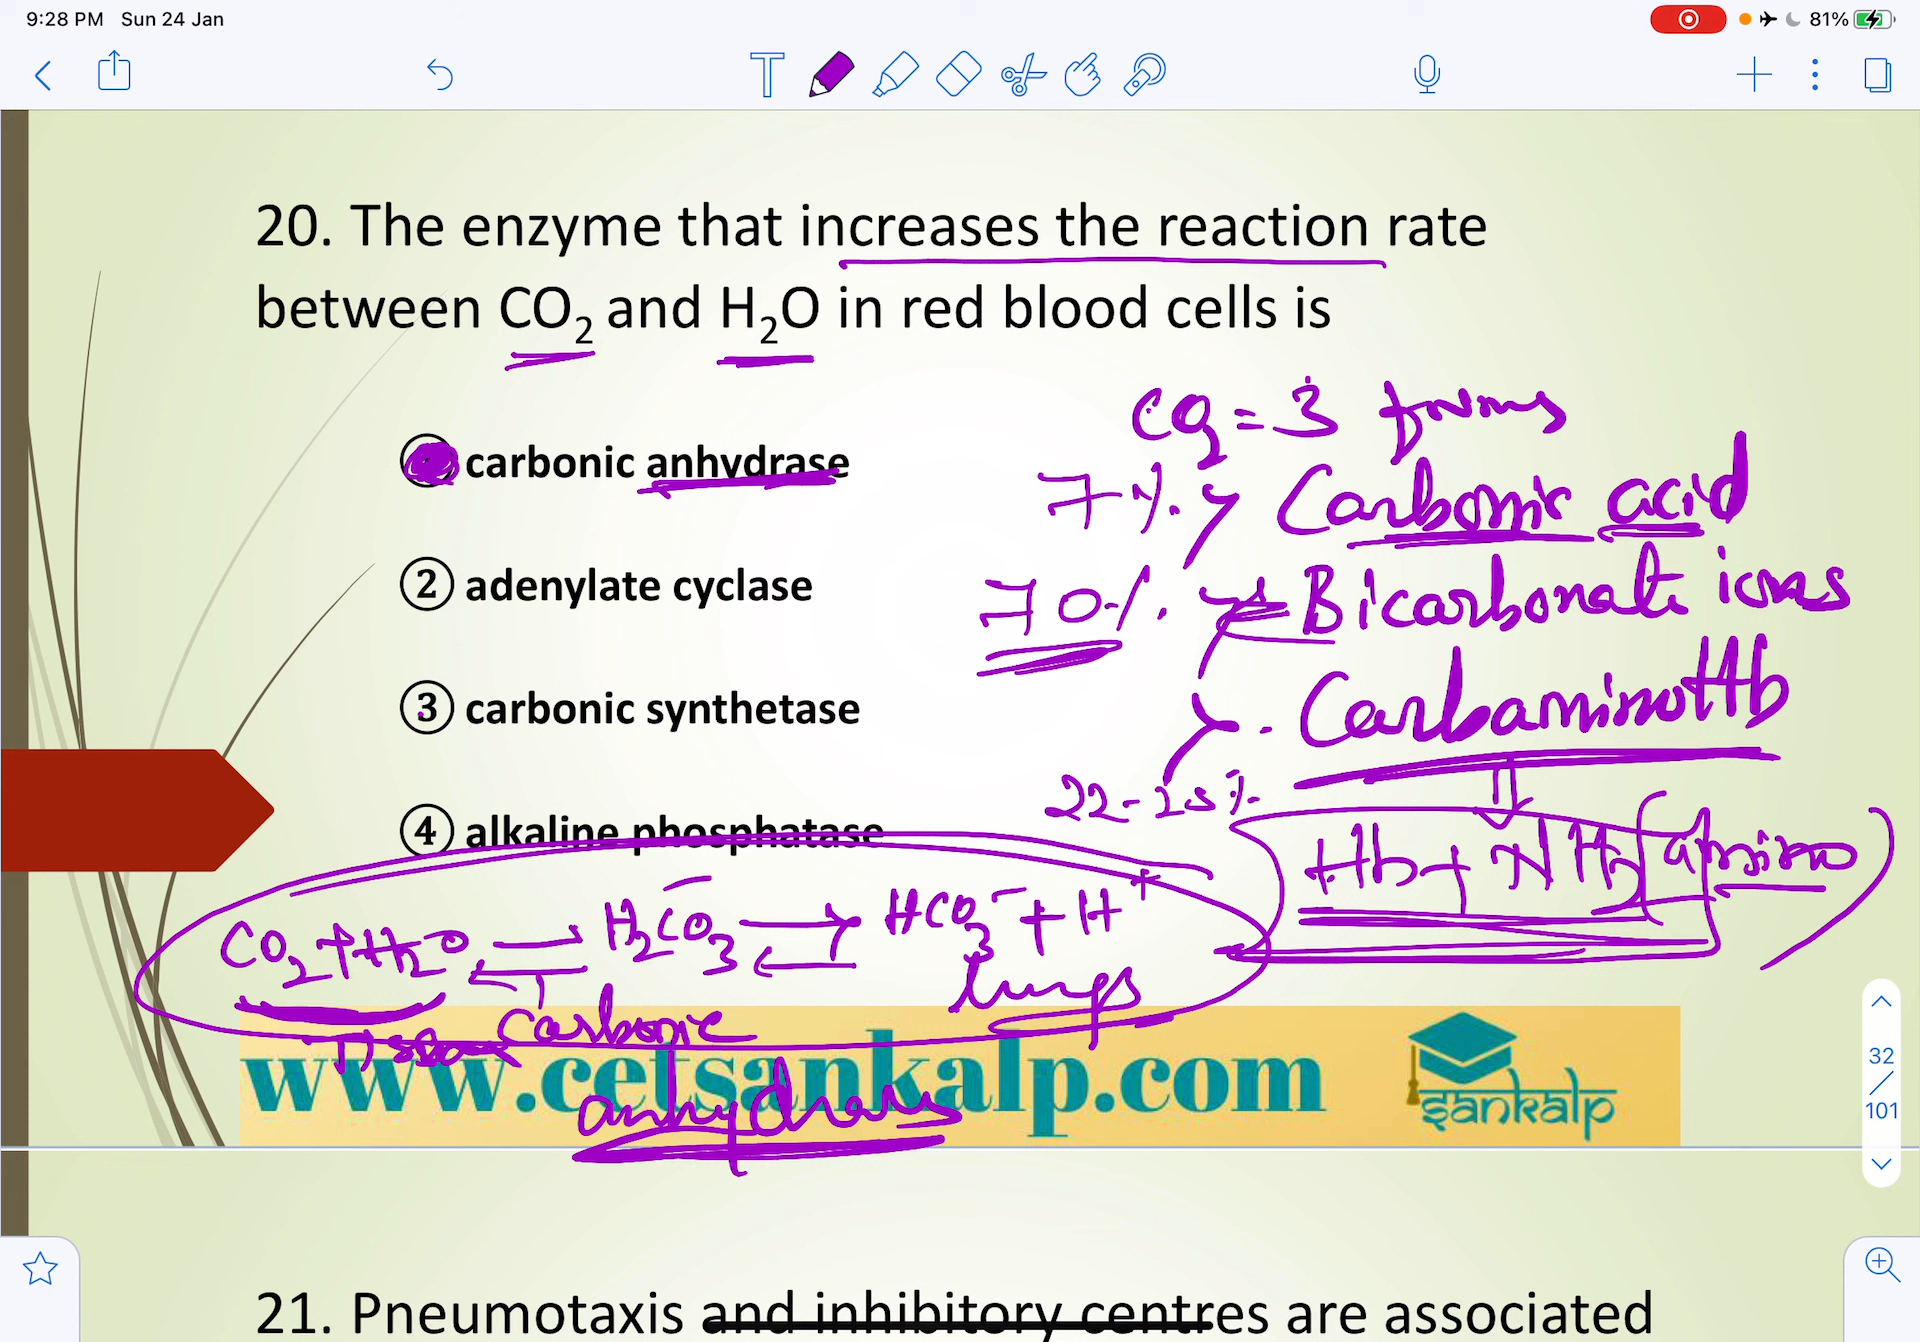 9:28 PM Sun 24 Jan
81%
20. The enzyme that increases the reaction rate
between CO₂ and H₂O in red blood cells is
CO₂ = 3 forms
① carbonic anhydrase
7% Carbonic acid
② adenylate cyclase
70% Bicarbonate ions
③ carbonic synthetase
CarbaminoHb
22-25%
④ alkaline phosphatase
Hb + NH₂ (amino)
CO₂ + H₂O ⇌ H₂CO₃ ⇌ HCO₃⁻ + H⁺
lungs
Carbonic
www.cetsankalp.com
sankalp
32
101
21. Pneumotaxis and inhibitory centres are associated